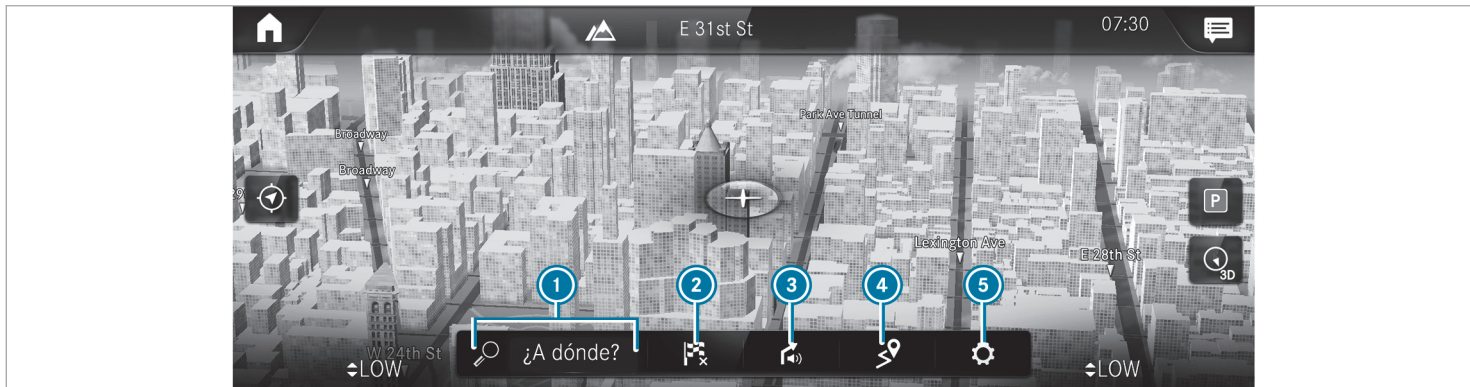 E 31st St
07:30
Park Ave Tunnel
Broadway
Broadway
29
P
Lexington Ave
E 28th St
3D
1
2
3
4
5
W 24th St
¿A dónde?
LOW
LOW